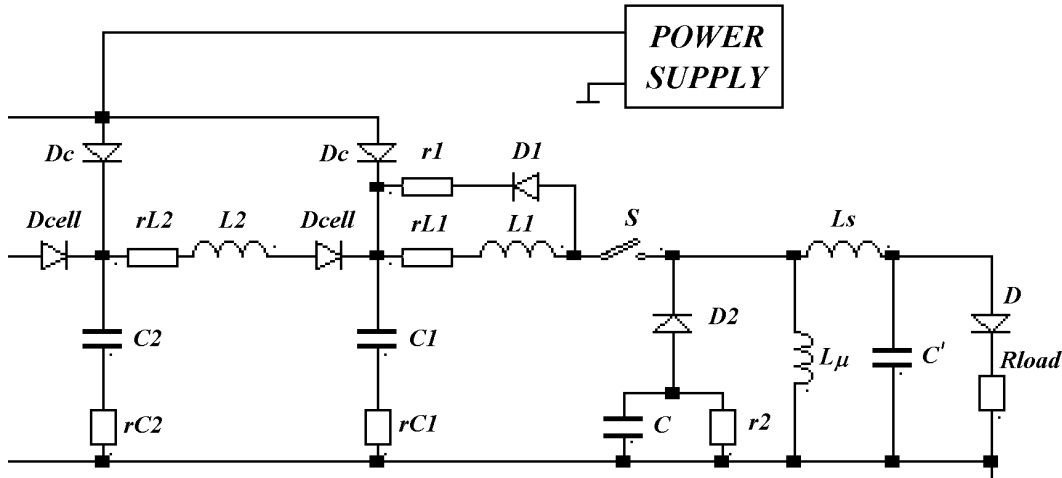 POWER
SUPPLY
Dc
Dc
r1
D1
Dcell
rL2
L2
Dcell
rL1
L1
S
Ls
C2
C1
D2
Lμ
C'
D
Rload
rC2
rC1
C
r2